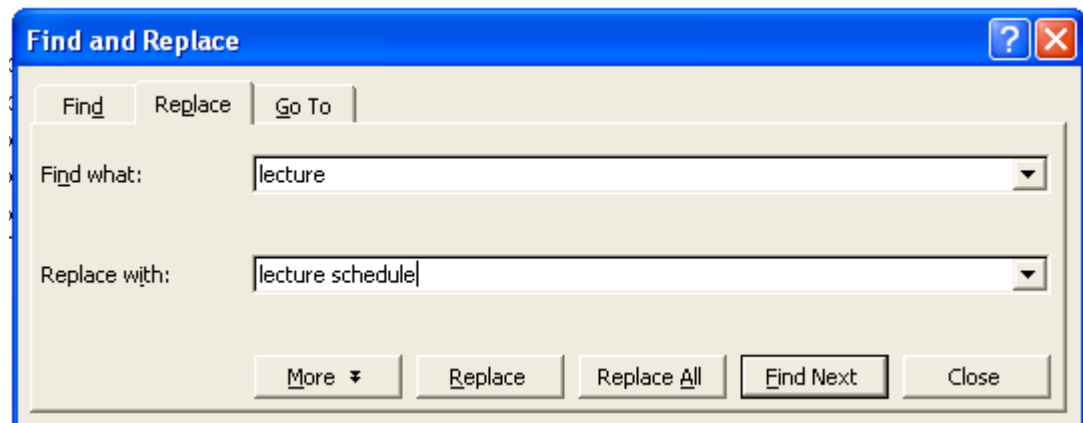 Find and Replace
Find Replace Go To
Find what: lecture
Replace with: lecture schedule
More Replace Replace All Find Next Close